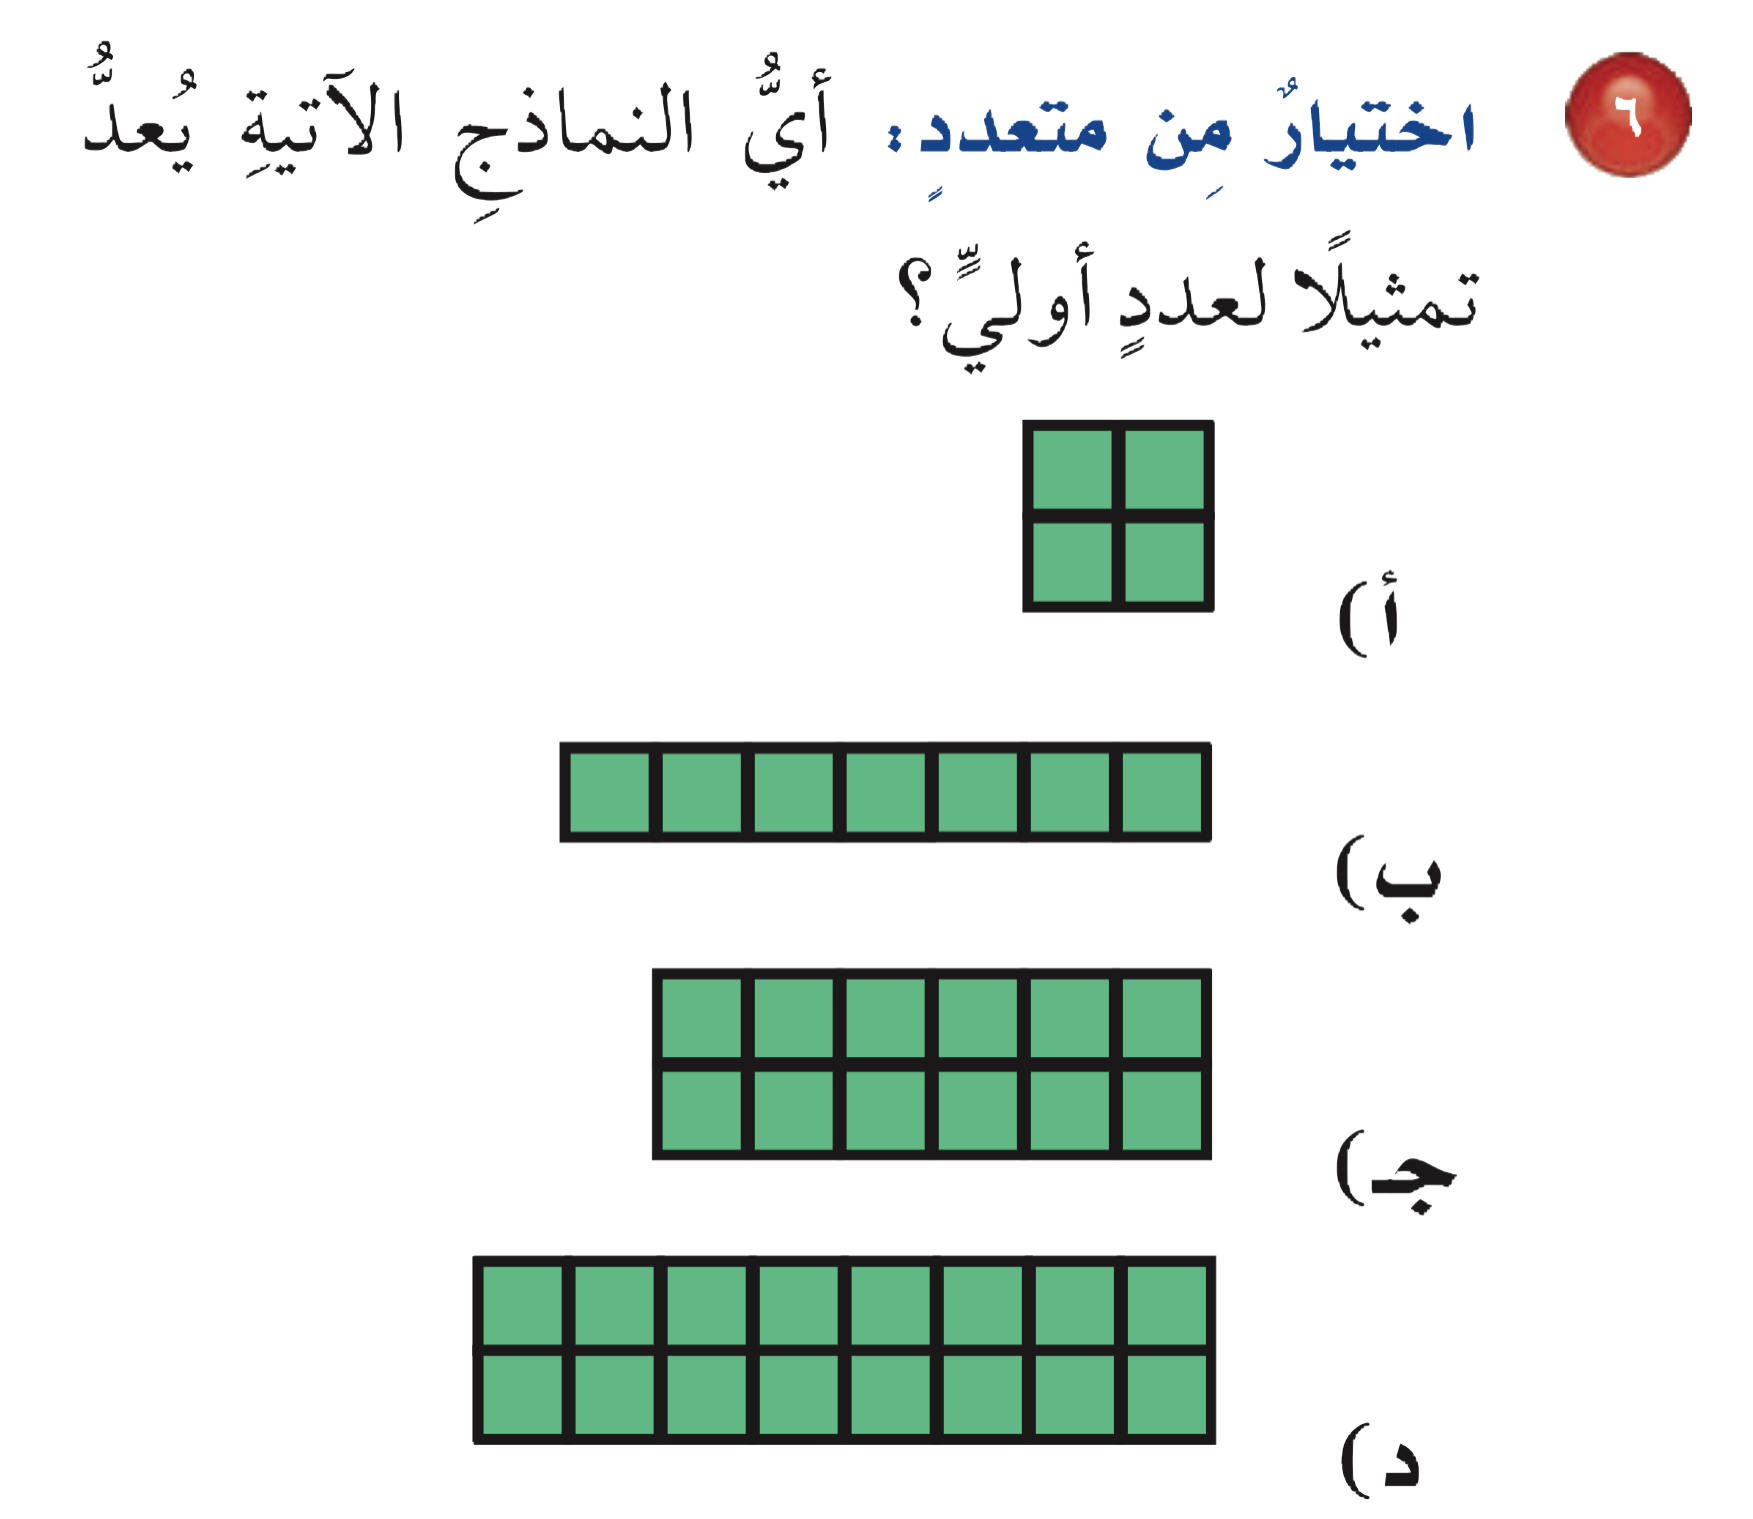 ٦ اختيارٌ مِن متعددٍ: أيُّ النماذجِ الآتيةِ يُعدُّ
تمثيلًا لعددٍ أوليٍّ؟
أ)
ب)
جـ)
د)